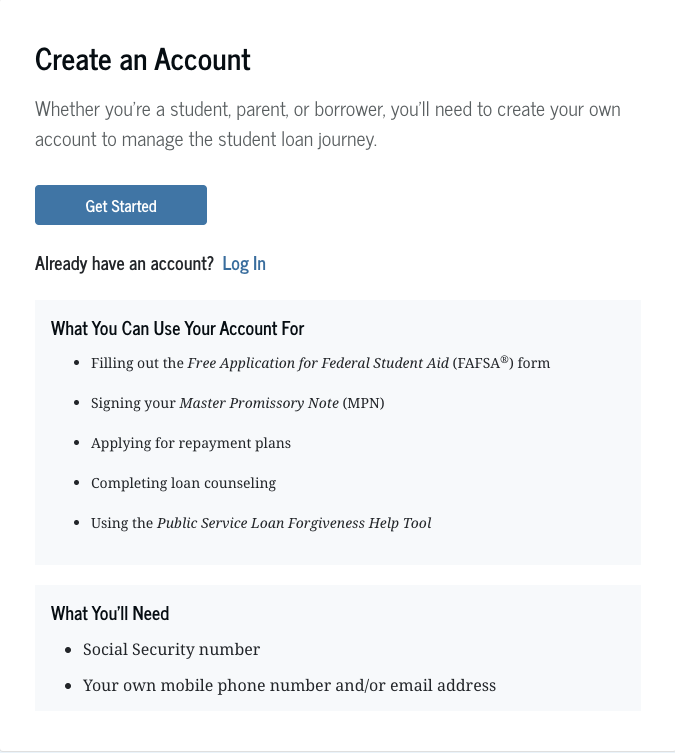 Create an Account
Whether you're a student, parent, or borrower, you'll need to create your own
account to manage the student loan journey.
Get Started
Already have an account? Log In
What You Can Use Your Account For
• Filling out the Free Application for Federal Student Aid (FAFSA®) form
• Signing your Master Promissory Note (MPN)
• Applying for repayment plans
• Completing loan counseling
• Using the Public Service Loan Forgiveness Help Tool
What You'll Need
• Social Security number
• Your own mobile phone number and/or email address